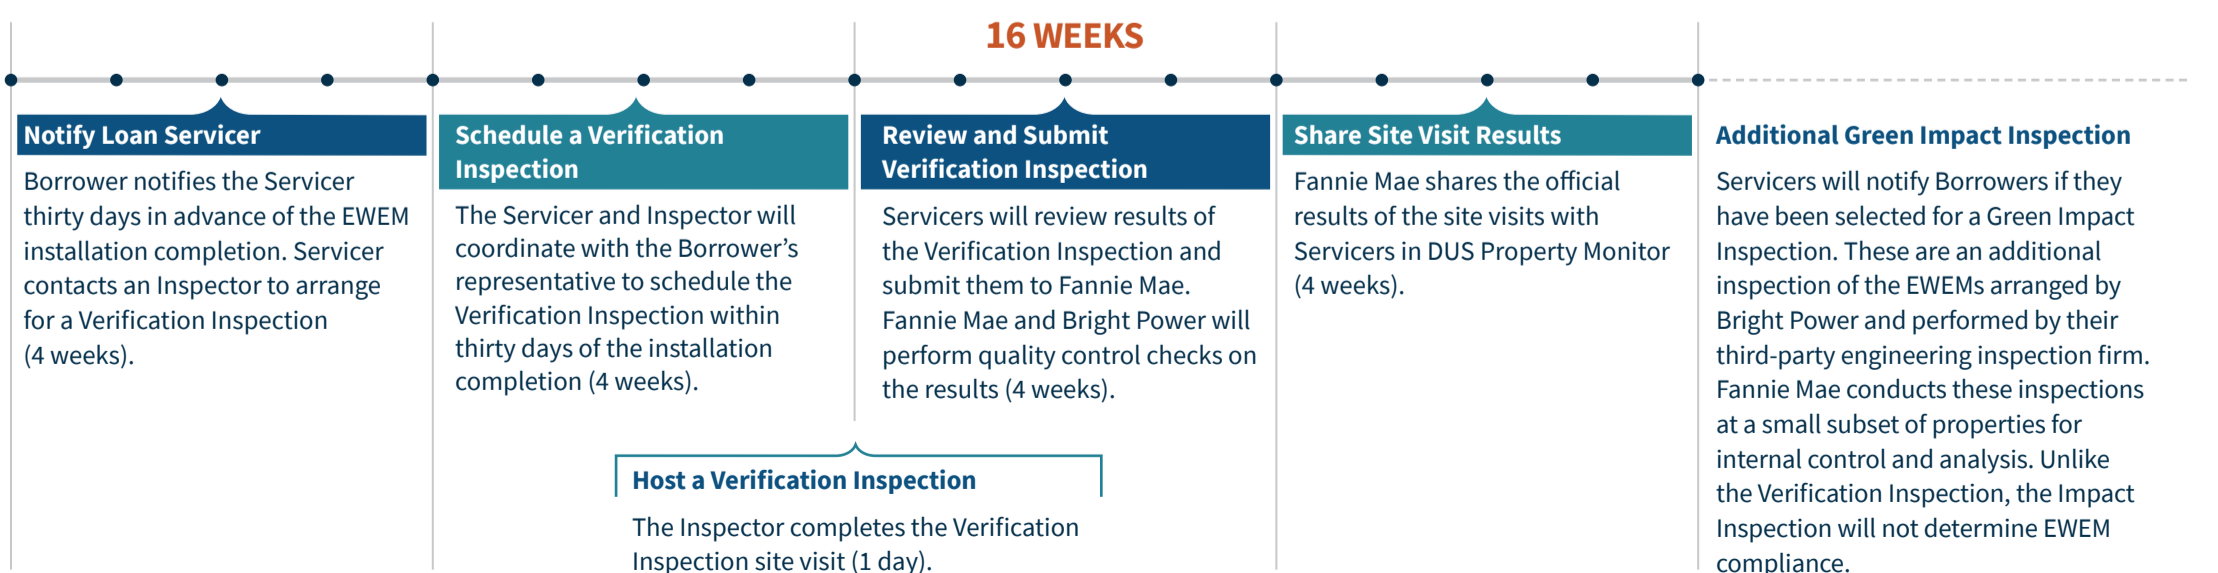 16 WEEKS
Notify Loan Servicer
Borrower notifies the Servicer
thirty days in advance of the EWEM
installation completion. Servicer
contacts an Inspector to arrange
for a Verification Inspection
(4 weeks).
Schedule a Verification
Inspection
The Servicer and Inspector will
coordinate with the Borrower’s
representative to schedule the
Verification Inspection within
thirty days of the installation
completion (4 weeks).
Review and Submit
Verification Inspection
Servicers will review results of
the Verification Inspection and
submit them to Fannie Mae.
Fannie Mae and Bright Power will
perform quality control checks on
the results (4 weeks).
Host a Verification Inspection
The Inspector completes the Verification
Inspection site visit (1 day).
Share Site Visit Results
Fannie Mae shares the official
results of the site visits with
Servicers in DUS Property Monitor
(4 weeks).
Additional Green Impact Inspection
Servicers will notify Borrowers if they
have been selected for a Green Impact
Inspection. These are an additional
inspection of the EWEMs arranged by
Bright Power and performed by their
third-party engineering inspection firm.
Fannie Mae conducts these inspections
at a small subset of properties for
internal control and analysis. Unlike
the Verification Inspection, the Impact
Inspection will not determine EWEM
compliance.